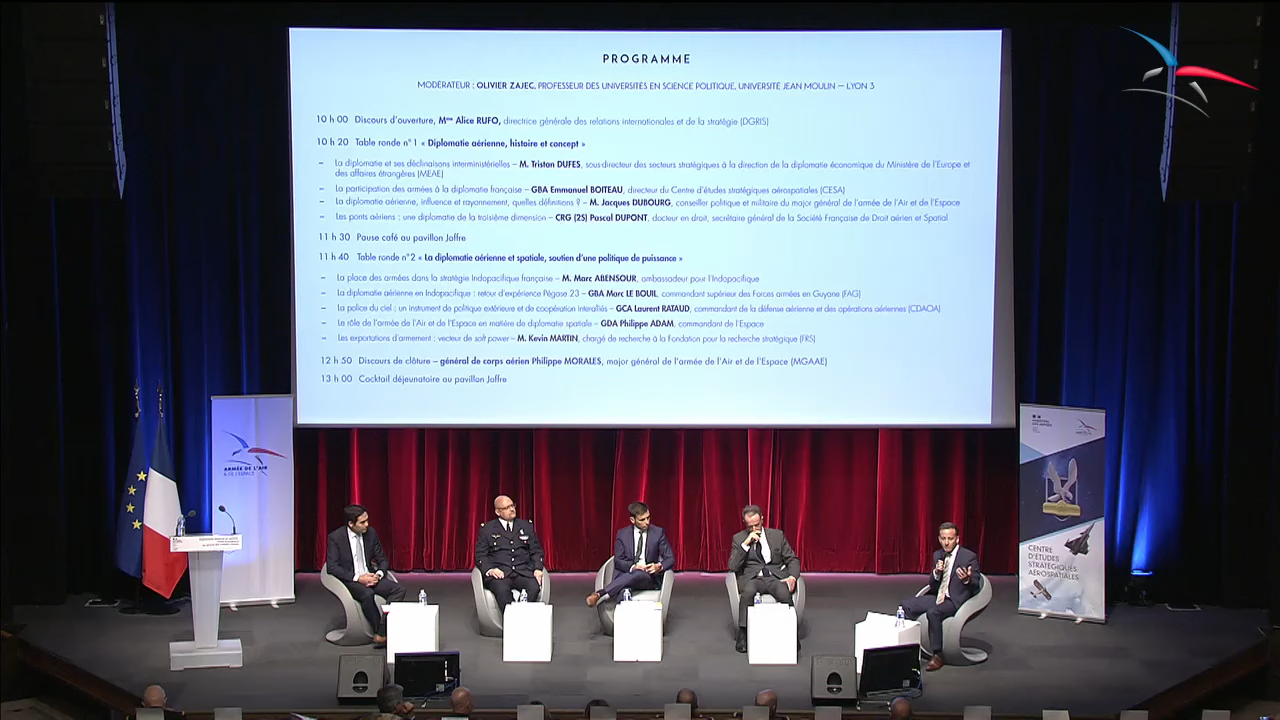 PROGRAMME
MODÉRATEUR : OLIVIER ZAJEC, PROFESSEUR DES UNIVERSITÉS EN SCIENCE POLITIQUE, UNIVERSITÉ JEAN MOULIN – LYON 3
10 h 00 Discours d'ouverture, Mme Alice RUFO, directrice générale des relations internationales et de la stratégie (DGRIS)
10 h 20 Table ronde n°1 « Diplomatie aérienne, histoire et concept »
– La diplomatie et ses déclinaisons interministérielles – M. Tristan DUFES, sous-directeur des secteurs stratégiques à la direction de la diplomatie économique du Ministère de l'Europe et
des affaires étrangères (MEAE)
– La participation des armées à la diplomatie française – GBA Emmanuel BOITEAU, directeur du Centre d'études stratégiques aérospatiales (CESA)
– La diplomatie aérienne, influence et rayonnement, quelles définitions ? – M. Jacques DUBOURG, conseiller politique et militaire du major général de l'armée de l'Air et de l'Espace
– Les ponts aériens : une diplomatie de la troisième dimension – CRG (2S) Pascal DUPONT, docteur en droit, secrétaire général de la Société Française de Droit aérien et Spatial
11 h 30 Pause café au pavillon Joffre
11 h 40 Table ronde n°2 « La diplomatie aérienne et spatiale, soutien d'une politique de puissance »
– La place des armées dans la stratégie Indopacifique française – M. Marc ABENSOUR, ambassadeur pour l'Indopacifique
– La diplomatie aérienne en Indopacifique : retour d'expérience Pégase 23 – GBA Marc LE BOUIL, commandant supérieur des Forces armées en Guyane (FAG)
– La police du ciel : un instrument de politique extérieure et de coopération interalliés – GCA Laurent RATAUD, commandant de la défense aérienne et des opérations aériennes (CDAOA)
– Le rôle de l'armée de l'Air et de l'Espace en matière de diplomatie spatiale – GDA Philippe ADAM, commandant de l'Espace
– Les exportations d'armement : vecteur de soft power – M. Kevin MARTIN, chargé de recherche à la Fondation pour la recherche stratégique (FRS)
12 h 50 Discours de clôture – général de corps aérien Philippe MORALES, major général de l'armée de l'Air et de l'Espace (MGAAE)
13 h 00 Cocktail déjeunatoire au pavillon Joffre
ARMÉE DE L'AIR
& DE L'ESPACE
CENTRE
D'ÉTUDES
STRATÉGIQUES
AÉROSPATIALES